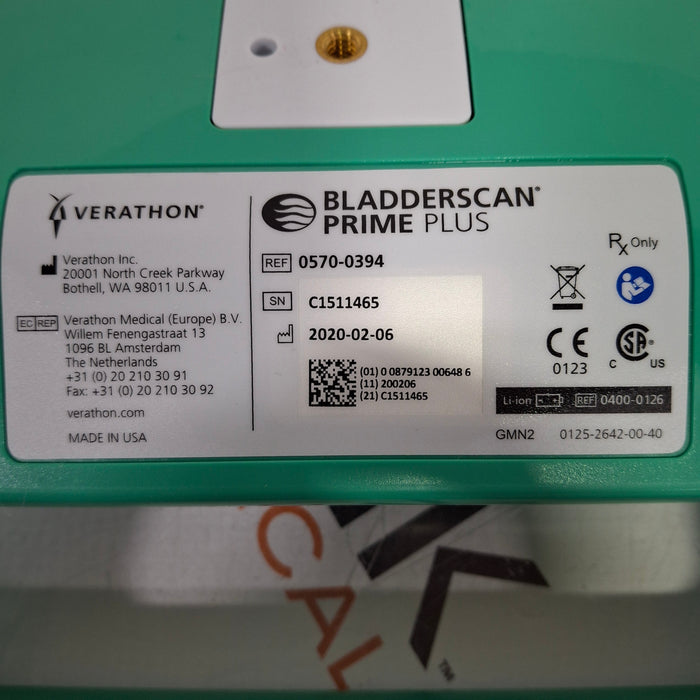 VERATHON®
Verathon Inc.
20001 North Creek Parkway
Bothell, WA 98011 U.S.A.
EC REP
Verathon Medical (Europe) B.V.
Willem Fenengastraat 13
1096 BL Amsterdam
The Netherlands
+31 (0) 20 210 30 91
Fax: +31 (0) 20 210 30 92
verathon.com
MADE IN USA
BLADDERSCAN®
PRIME PLUS
REF 0570-0394
SN C1511465
2020-02-06
(01) 0 0879123 00648 6
(11) 200206
(21) C1511465
Rx Only
CE
0123
C SA® US
Li-ion REF 0400-0126
GMN2 0125-2642-00-40
K™
CAL